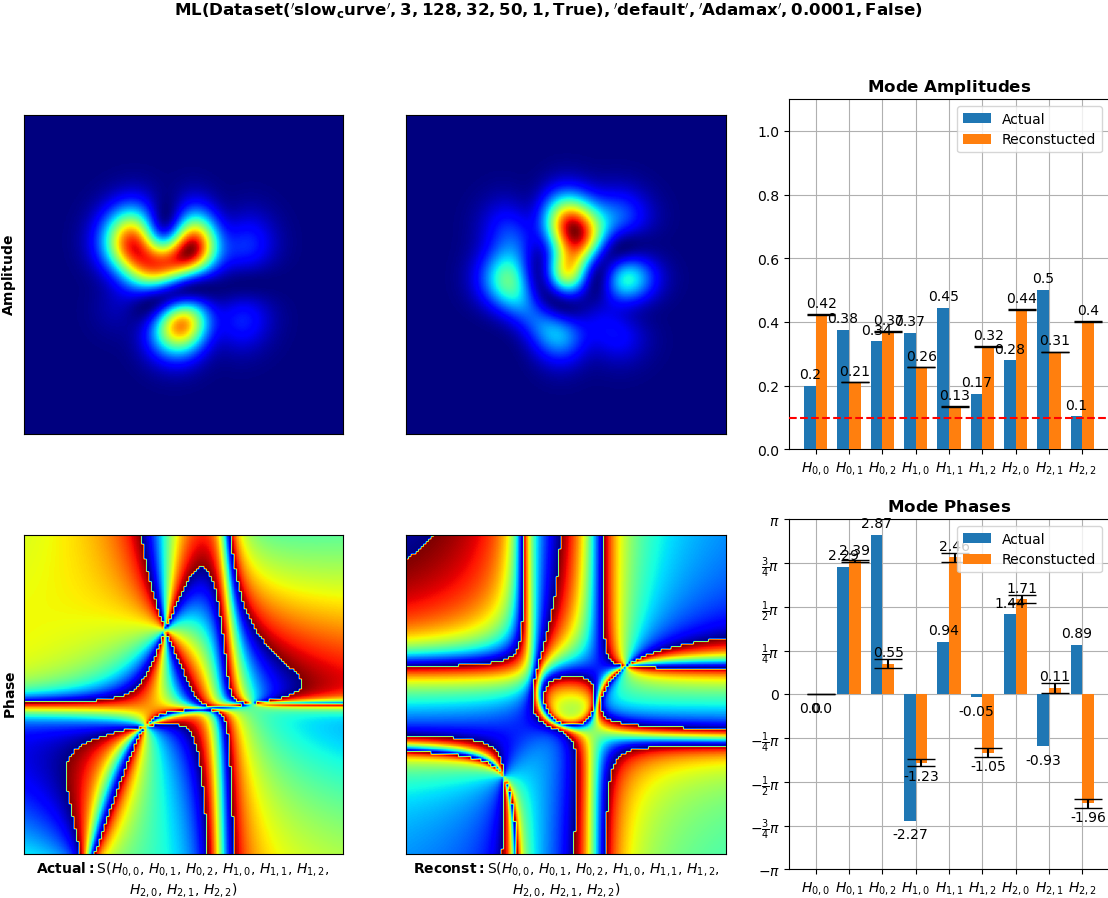 ML(Dataset('slow_curve', 3, 128, 32, 50, 1, True), 'default', 'Adamax', 0.0001, False)
Amplitude
Mode Amplitudes
Actual
Reconstucted
1.0
0.8
0.6
0.4
0.2
0.0
0.2
0.42
0.38
0.21
0.34
0.37
0.37
0.26
0.45
0.13
0.17
0.32
0.28
0.44
0.5
0.31
0.1
0.4
H0,0 H0,1 H0,2 H1,0 H1,1 H1,2 H2,0 H2,1 H2,2
Phase
Actual:S(H0,0, H0,1, H0,2, H1,0, H1,1, H1,2,
H2,0, H2,1, H2,2)
Reconst:S(H0,0, H0,1, H0,2, H1,0, H1,1, H1,2,
H2,0, H2,1, H2,2)
Mode Phases
Actual
Reconstucted
π
3/4π
1/2π
1/4π
0
−1/4π
−1/2π
−3/4π
−π
0.0
0.0
2.29
2.39
2.87
0.55
-2.27
-1.23
0.94
-0.05
-1.05
1.44
1.71
-0.93
0.11
0.89
-1.96
H0,0 H0,1 H0,2 H1,0 H1,1 H1,2 H2,0 H2,1 H2,2